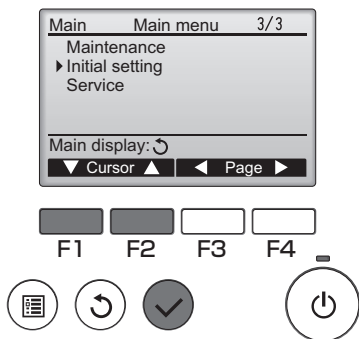 Main Main menu 3/3
Maintenance
Initial setting
Service
Main display:
Cursor Page
F1 F2 F3 F4